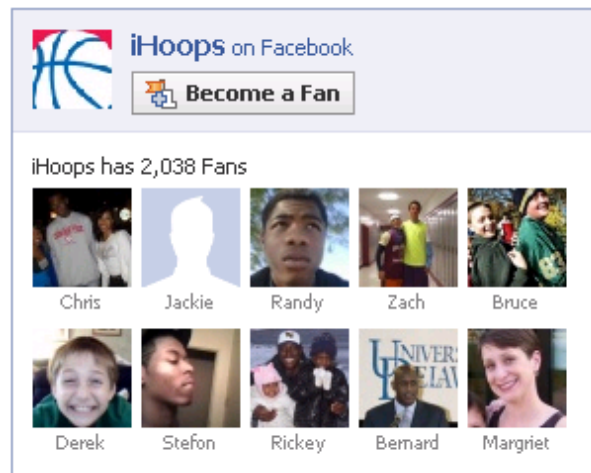 iHoops on Facebook
Become a Fan
iHoops has 2,038 Fans
Chris Jackie Randy Zach Bruce
Derek Stefon Rickey Bernard Margriet